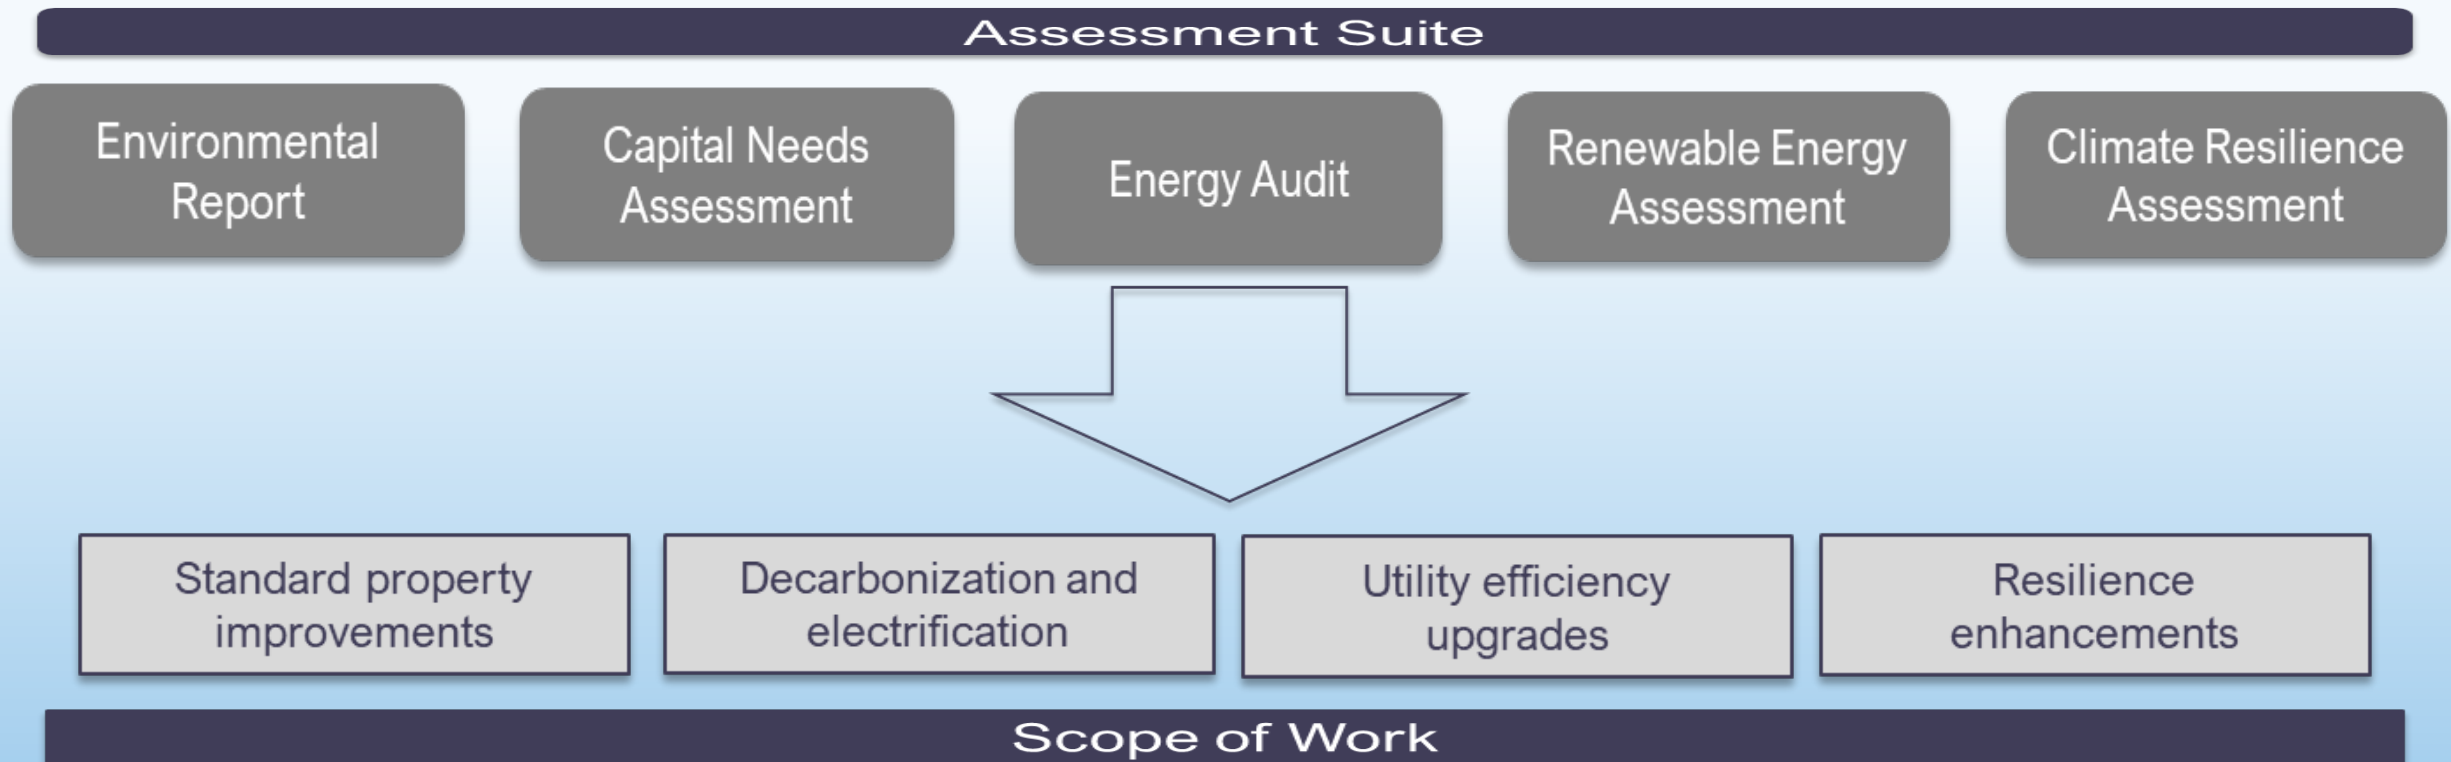 Assessment Suite
Environmental
Report
Capital Needs
Assessment
Energy Audit
Renewable Energy
Assessment
Climate Resilience
Assessment
Standard property
improvements
Decarbonization and
electrification
Utility efficiency
upgrades
Resilience
enhancements
Scope of Work